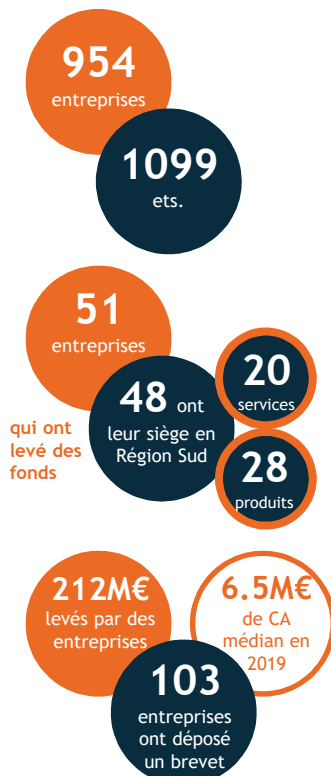 954
entreprises
1099
ets.
51
entreprises
qui ont
levé des
fonds
48 ont
leur siège en
Région Sud
20
services
28
produits
212M€
levés par des
entreprises
6.5M€
de CA
médian en
2019
103
entreprises
ont déposé
un brevet